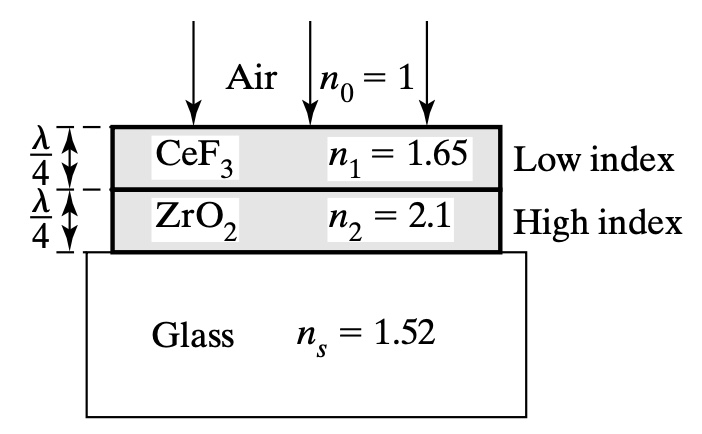 Air n₀ = 1
λ/4 CeF₃ n₁ = 1.65 Low index
λ/4 ZrO₂ n₂ = 2.1 High index
Glass nₛ = 1.52